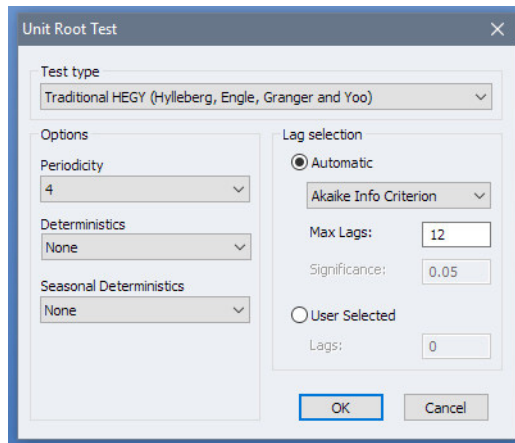 Unit Root Test
Test type
Traditional HEGY (Hylleberg, Engle, Granger and Yoo)
Options
Periodicity
4
Deterministics
None
Seasonal Deterministics
None
Lag selection
Automatic
Akaike Info Criterion
Max Lags: 12
Significance: 0.05
User Selected
Lags: 0
OK Cancel